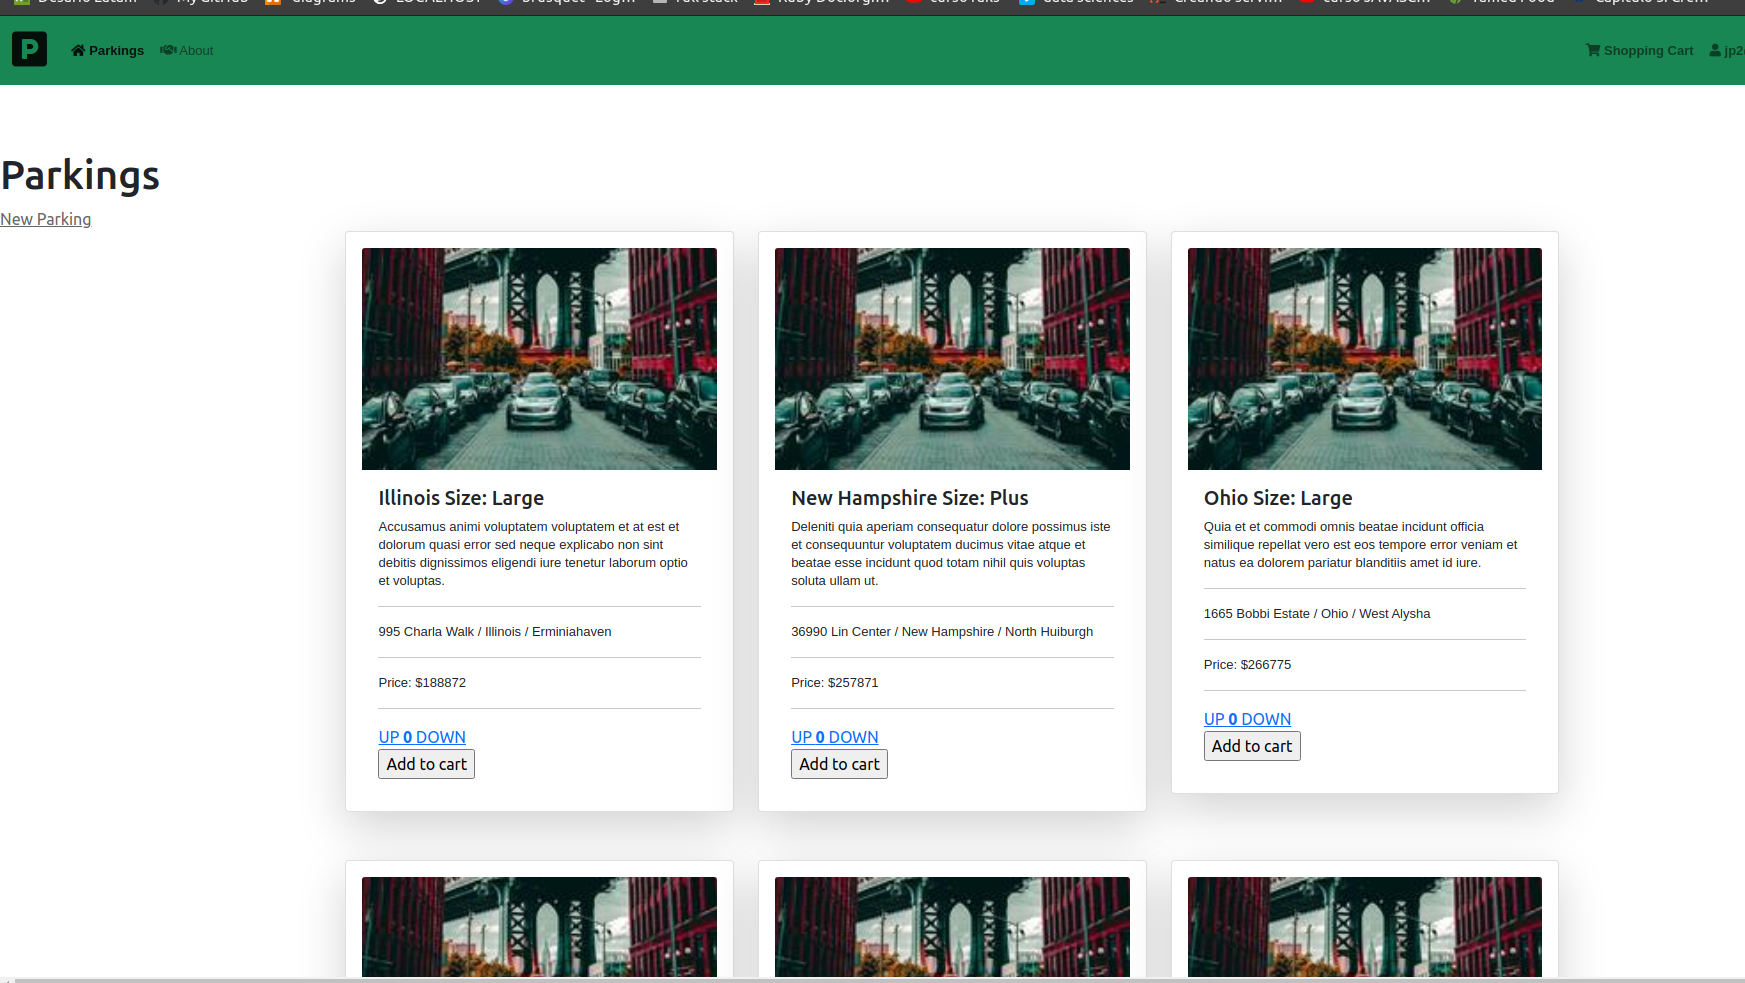 Parkings About Shopping Cart
Parkings
New Parking
Illinois Size: Large
Accusamus animi voluptatem voluptatem et at est et
dolorum quasi error sed neque explicabo non sint
debitis dignissimos eligendi iure tenetur laborum optio
et voluptas.
995 Charla Walk / Illinois / Erminiahaven
Price: $188872
UP 0 DOWN
Add to cart
New Hampshire Size: Plus
Deleniti quia aperiam consequatur dolore possimus iste
et consequuntur voluptatem ducimus vitae atque et
beatae esse incidunt quod totam nihil quis voluptas
soluta ullam ut.
36990 Lin Center / New Hampshire / North Huiburgh
Price: $257871
UP 0 DOWN
Add to cart
Ohio Size: Large
Quia et et commodi omnis beatae incidunt officia
similique repellat vero est eos tempore error veniam et
natus ea dolorem pariatur blanditiis amet id iure.
1665 Bobbi Estate / Ohio / West Alysha
Price: $266775
UP 0 DOWN
Add to cart